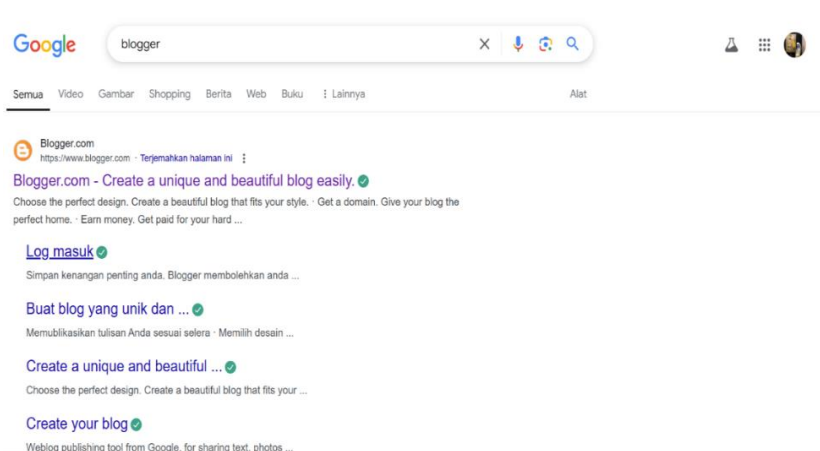 Google
blogger
Semua Video Gambar Shopping Berita Web Buku Lainnya Alat
Blogger.com
https://www.blogger.com · Terjemahkan halaman ini
Blogger.com - Create a unique and beautiful blog easily.
Choose the perfect design. Create a beautiful blog that fits your style. · Get a domain. Give your blog the
perfect home. · Earn money. Get paid for your hard ...
Log masuk
Simpan kenangan penting anda. Blogger membolehkan anda ...
Buat blog yang unik dan ...
Memublikasikan tulisan Anda sesuai selera · Memilih desain ...
Create a unique and beautiful ...
Choose the perfect design. Create a beautiful blog that fits your ...
Create your blog
Weblog publishing tool from Google, for sharing text, photos ...